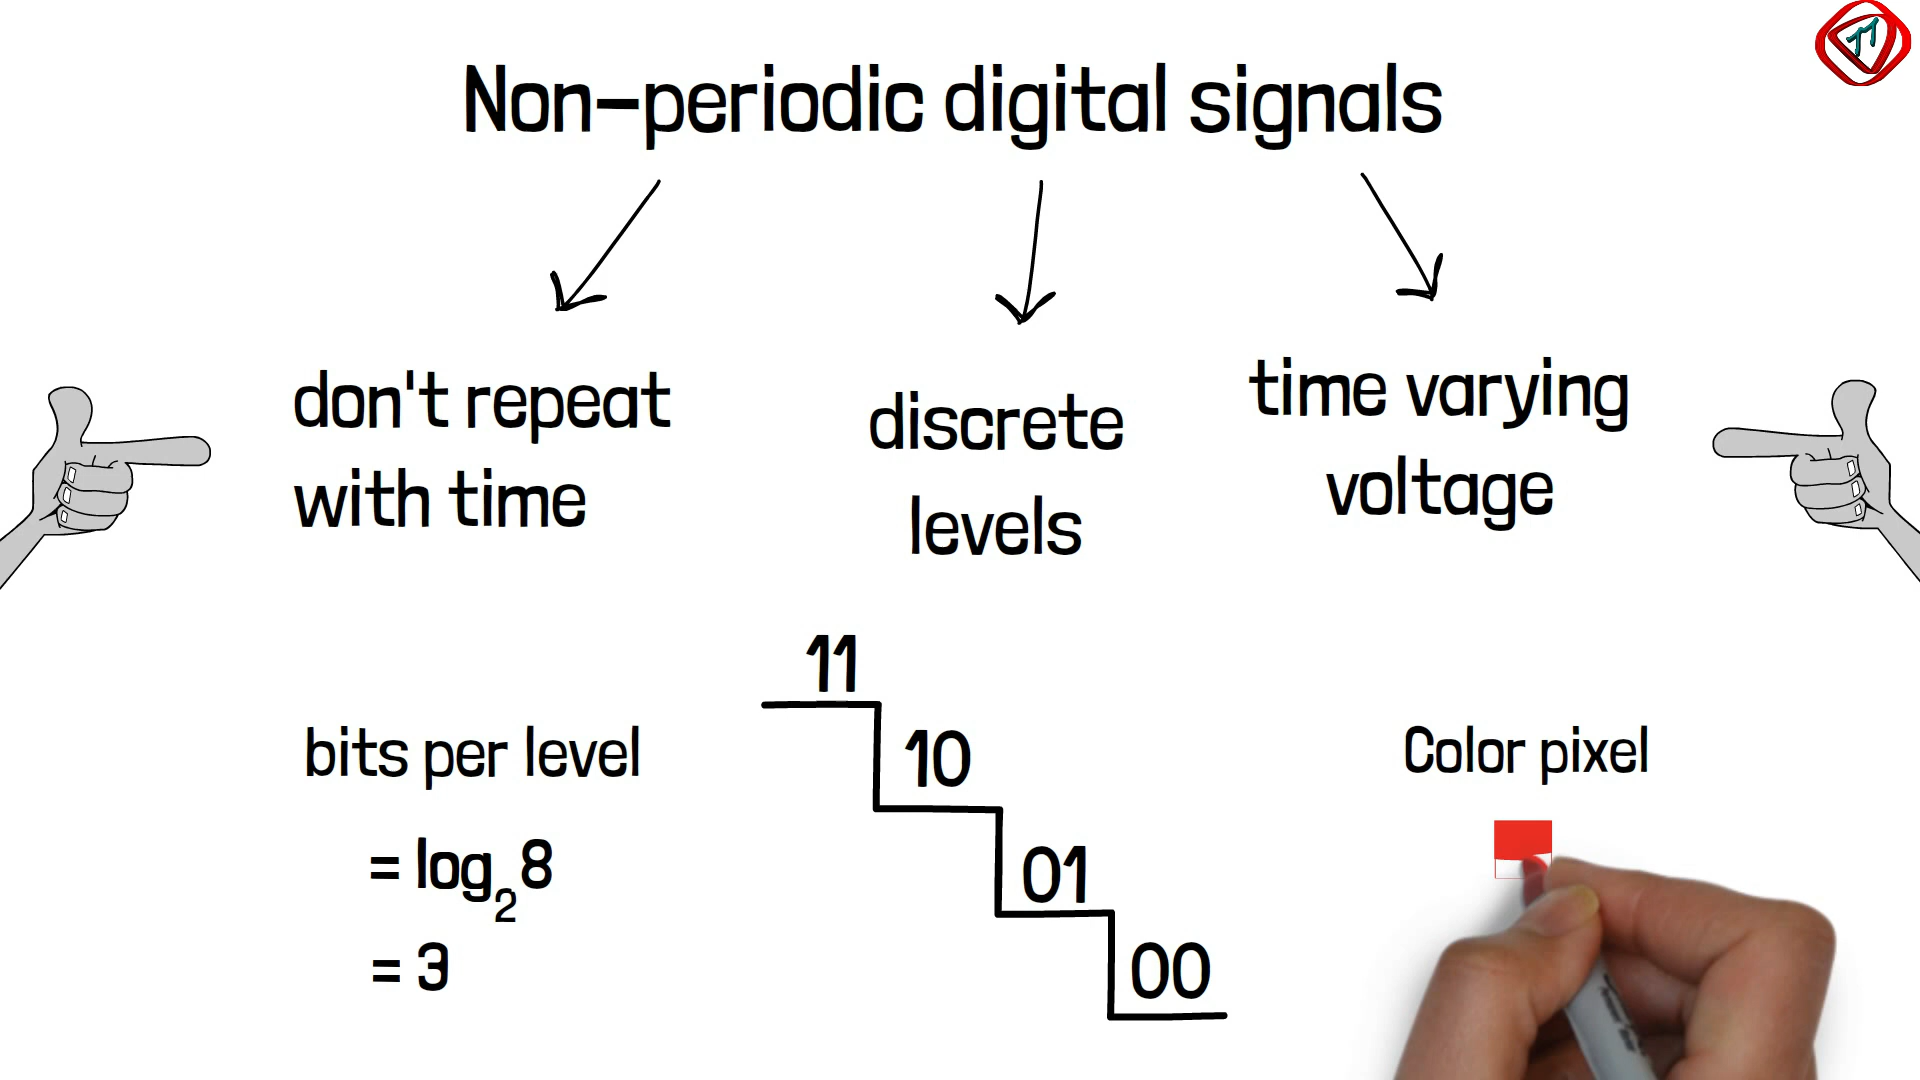 Non-periodic digital signals
don't repeat
with time
discrete
levels
time varying
voltage
bits per level
= log₂8
= 3
11
10
01
00
Color pixel